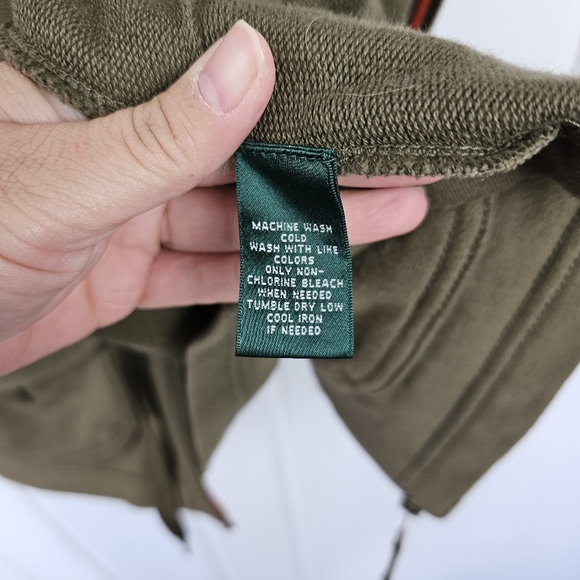 MACHINE WASH
COLD
WASH WITH LIKE
COLORS
ONLY NON-
CHLORINE BLEACH
WHEN NEEDED
TUMBLE DRY LOW
COOL IRON
IF NEEDED